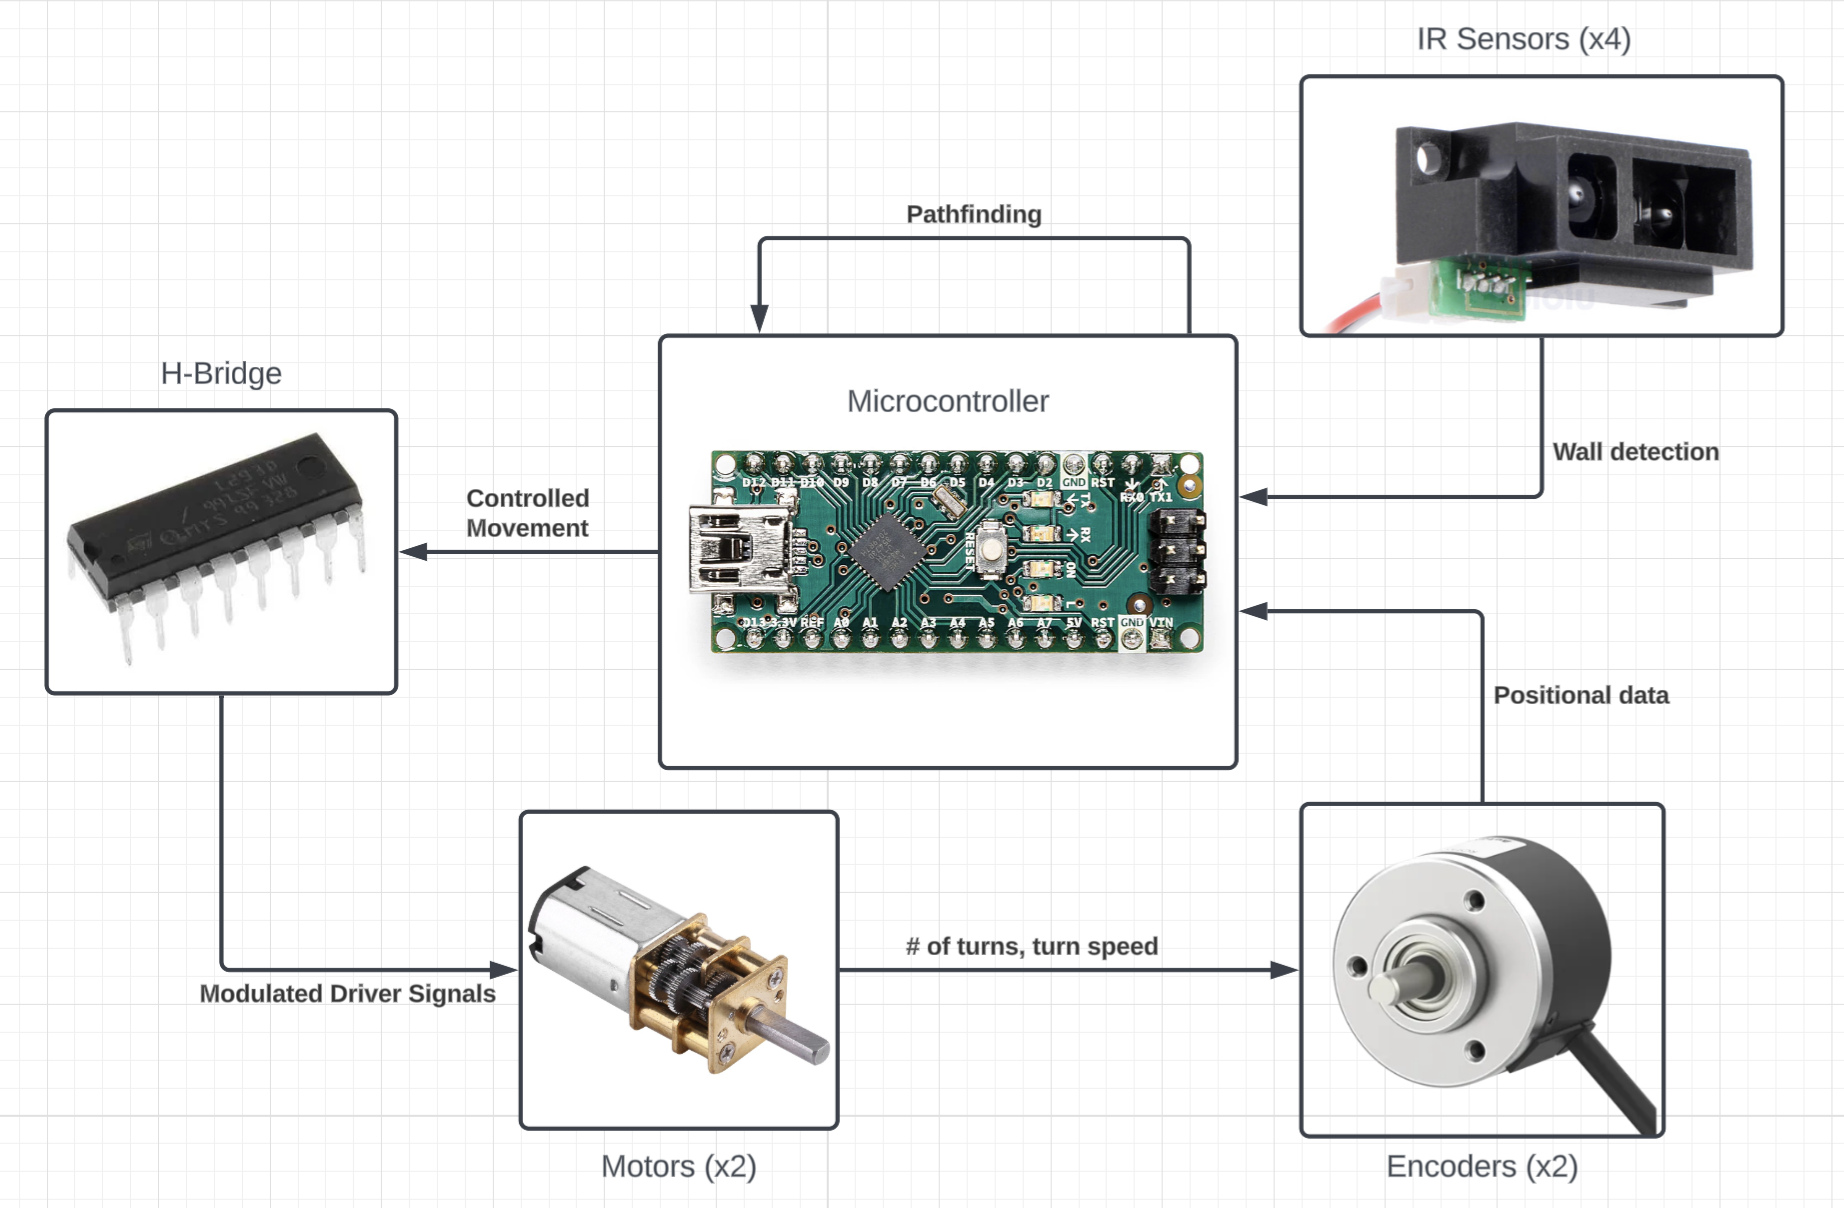 IR Sensors (x4)
Pathfinding
H-Bridge
Microcontroller
Wall detection
Controlled
Movement
L293D
D12 D11 D10 D9 D8 D7 D6 D5 D4 D3 D2 GND RST RX0 TX1
TX
RX
RESET
ON
L
D13 3.3V REF A0 A1 A2 A3 A4 A5 A6 A7 5V RST GND VIN
Positional data
# of turns, turn speed
Modulated Driver Signals
Motors (x2)
Encoders (x2)